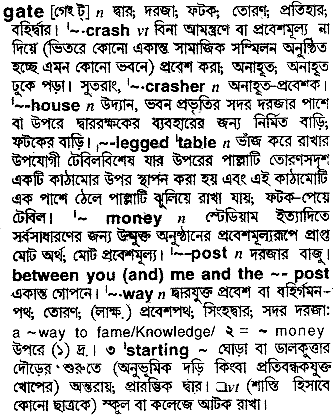 gate [গেইট্] n দ্বার; দরজা; ফটক, তোরণ; প্রতিহার;
বহির্দ্বার। '~-crash vi বিনা আমন্ত্রণে বা প্রবেশমূল্য না
দিয়ে (ভিতরে কোনো একান্ত সামাজিক সম্মিলন অনুষ্ঠিত
হচ্ছে এমন কোনো ভবনে) প্রবেশ করা; অনাহূত; অনাহূত
ঢুকে পড়া। সুতরাং, '~-crasher n অনাহূত-প্রবেশক।
'~-house n উদ্যান, ভবন প্রভৃতির সদর দরজার পাশে
বা উপরে দ্বাররক্ষকের ব্যবহারের জন্য নির্মিত বাড়ি;
ফটকের বাড়ি। ˌ~-legged 'table n ভাঁজ করে রাখার
উপযোগী টেবিলবিশেষ যার উপরের পাল্লাটি তোরণসদৃশ
একটি কাঠামোর উপর স্থাপন করা হয় এবং এই কাঠামোটি
এক পাশে ঠেলে পাল্লাটি ঝুলিয়ে রাখা যায়; ফটক-পেয়ে
টেবিল। '~ money n স্টেডিয়াম ইত্যাদিতে
সর্বসাধারণের জন্য উন্মুক্ত অনুষ্ঠানের প্রবেশমূল্যরূপে প্রাপ্ত
মোট অর্থ; মোট প্রবেশমূল্য। '~-post n দরজার বাজু।
between you (and) me and the ~- post
একান্ত গোপনে। '~-way n দ্বারযুক্ত প্রবেশ বা বহির্গমন-
পথ; তোরণ; (লাক্ষ.) প্রবেশপথ; সিংহদ্বার; সদর দরজা:
a ~way to fame/Knowledge/ ২ = ~ money
উপরে (১) দ্র.। ৩ 'starting ~ ঘোড়া বা ডালকুত্তার
দৌড়ের শুরুতে (অনুভূমিক দড়ি কিংবা প্রতিবন্ধকযুক্ত
খোপের) অন্তরায়; প্রারম্ভিক দ্বার। □vt (শাস্তি হিসাবে
কোনো ছাত্রকে) স্কুল বা কলেজে আটক রাখা।